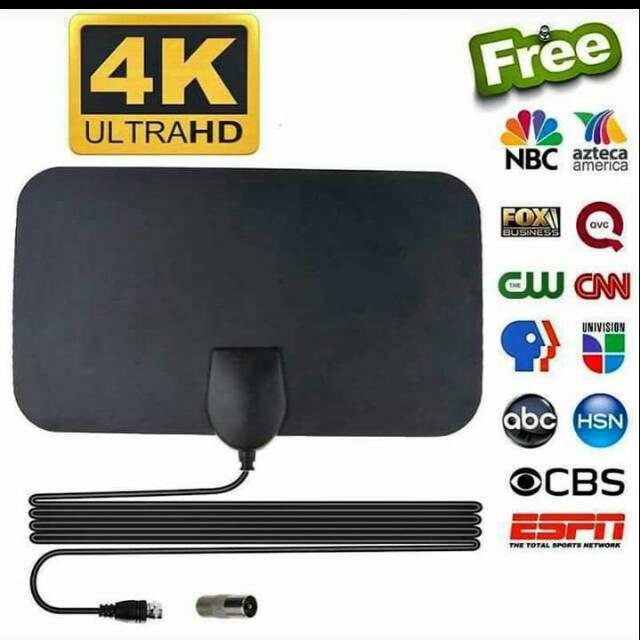 4K
ULTRAHD
Free
NBC
azteca
america
FOX
BUSINESS
QVC
THE CW
CNN
UNIVISION
abc
HSN
CBS
ESPN
THE TOTAL SPORTS NETWORK